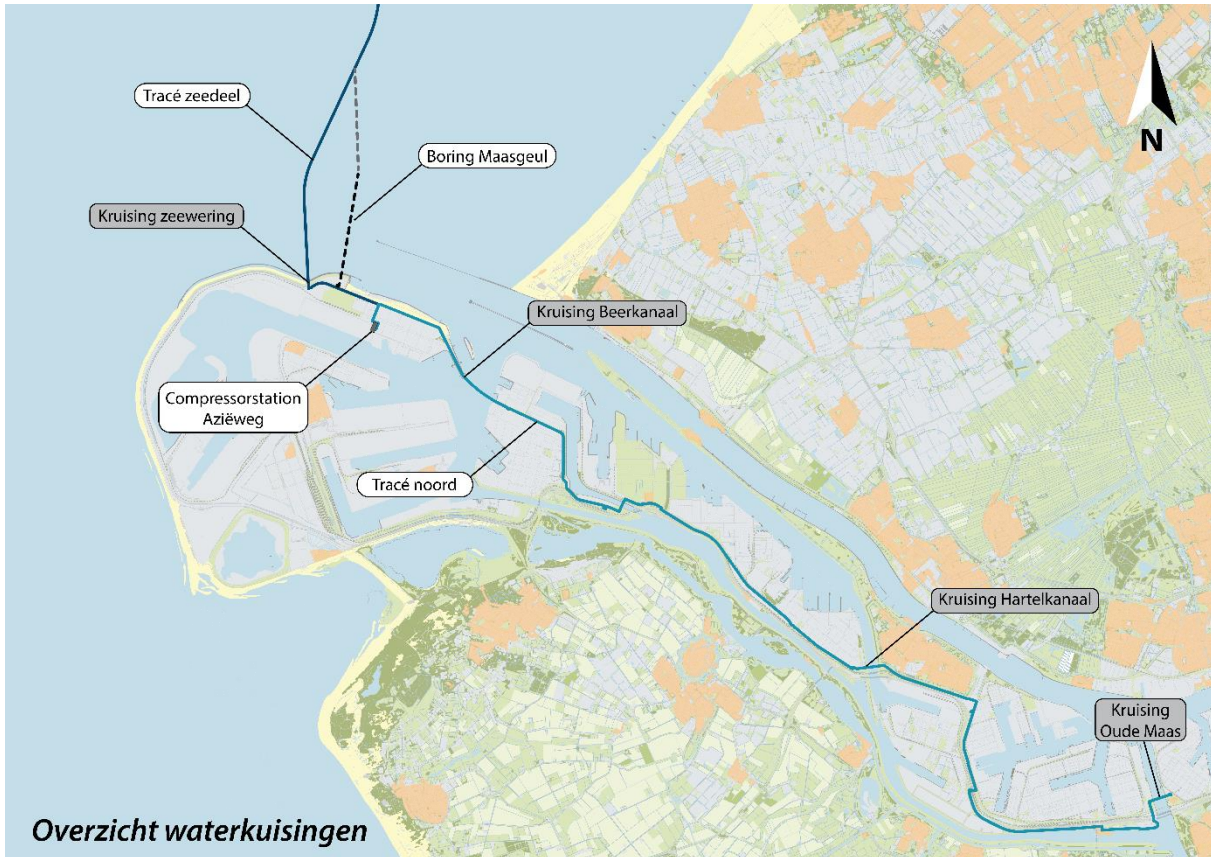 Tracé zeedeel
N
Boring Maasgeul
Kruising zeewering
Kruising Beerkanaal
Compressorstation
Aziëweg
Tracé noord
Kruising Hartelkanaal
Kruising
Oude Maas
Overzicht waterkuisingen